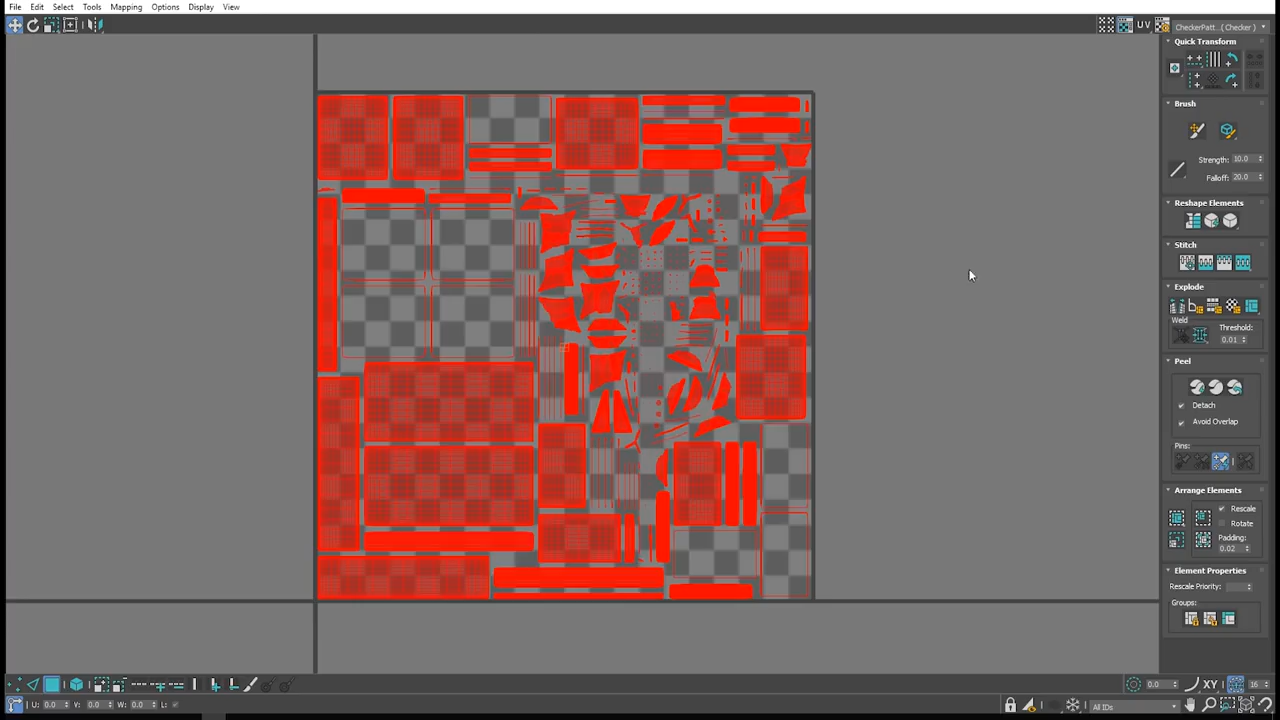 File Edit Select Tools Mapping Options Display View
UV CheckerPatt... ( Checker )
Quick Transform
Brush
Strength: 10.0
Falloff: 20.0
Reshape Elements
Stitch
Explode
Weld Threshold:
0.01
Peel
Detach
Avoid Overlap
Pins:
Arrange Elements
Rescale
Rotate
Padding:
0.02
Element Properties
Rescale Priority:
Groups:
0.0 XY 16
U: 0.0 V: 0.0 W: 0.0 L: All IDs